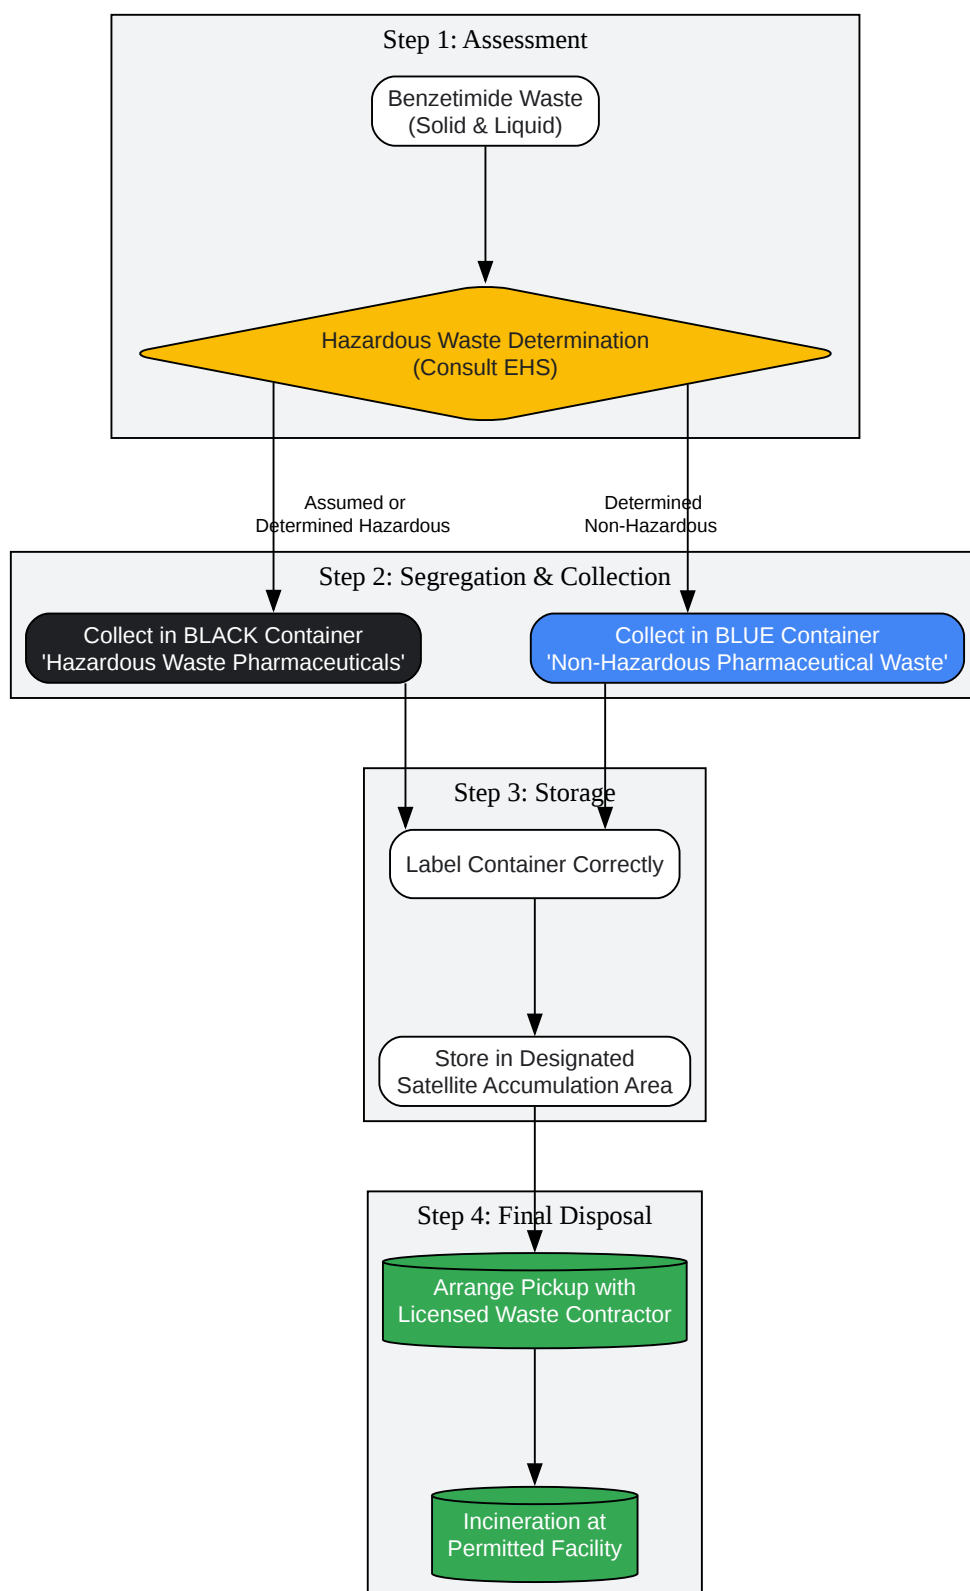 Step 1: Assessment
Benzetimide Waste
(Solid & Liquid)
Hazardous Waste Determination
(Consult EHS)
Assumed or
Determined Hazardous
Determined
Non-Hazardous
Step 2: Segregation & Collection
Collect in BLACK Container
'Hazardous Waste Pharmaceuticals'
Collect in BLUE Container
'Non-Hazardous Pharmaceutical Waste'
Step 3: Storage
Label Container Correctly
Store in Designated
Satellite Accumulation Area
Step 4: Final Disposal
Arrange Pickup with
Licensed Waste Contractor
Incineration at
Permitted Facility